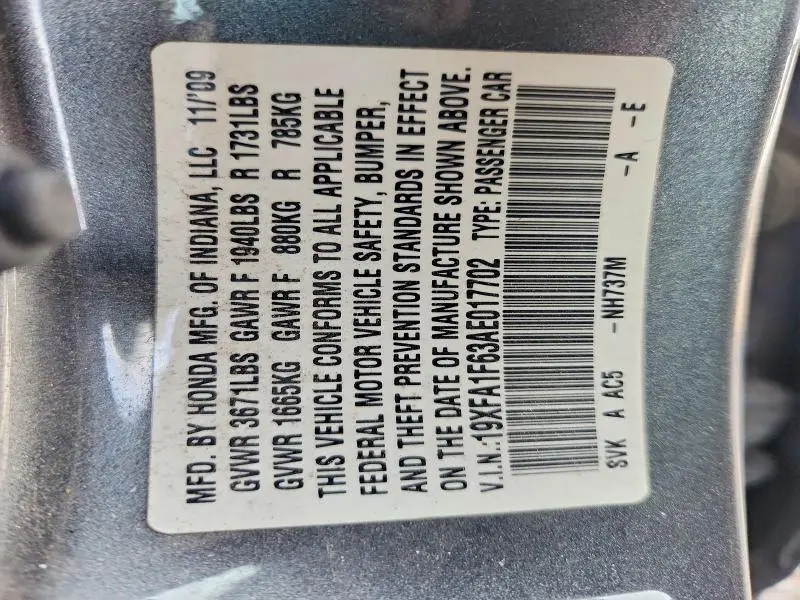 MFD. BY HONDA MFG. OF INDIANA, LLC 11/'09
GVWR 3671LBS GAWR F 1940LBS R 1731LBS
GVWR 1665KG GAWR F 880KG R 785KG
THIS VEHICLE CONFORMS TO ALL APPLICABLE
FEDERAL MOTOR VEHICLE SAFETY, BUMPER,
AND THEFT PREVENTION STANDARDS IN EFFECT
ON THE DATE OF MANUFACTURE SHOWN ABOVE.
V.I.N.:19XFA1F63AE017702 TYPE: PASSENGER CAR
SVK A AC5 -NH737M -A -E